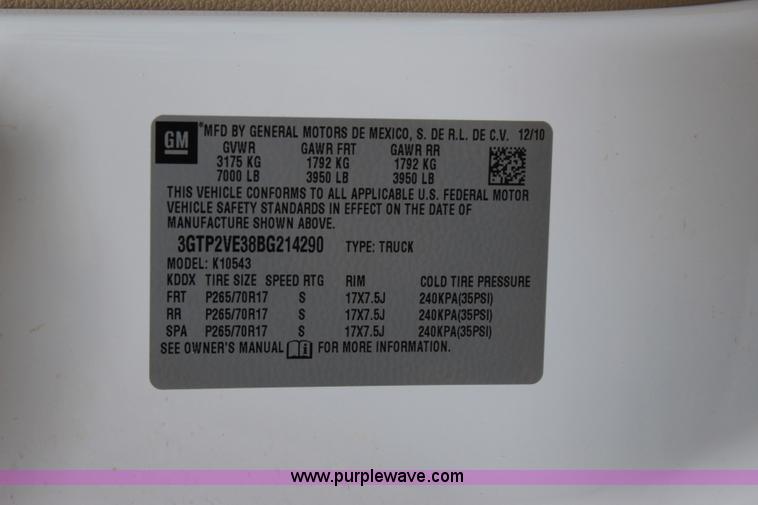 GM ® MFD BY GENERAL MOTORS DE MEXICO, S. DE R.L. DE C.V. 12/10
GVWR GAWR FRT GAWR RR
3175 KG 1792 KG 1792 KG
7000 LB 3950 LB 3950 LB
THIS VEHICLE CONFORMS TO ALL APPLICABLE U.S. FEDERAL MOTOR
VEHICLE SAFETY STANDARDS IN EFFECT ON THE DATE OF
MANUFACTURE SHOWN ABOVE.
3GTP2VE38BG214290 TYPE: TRUCK
MODEL: K10543
KDDX TIRE SIZE SPEED RTG RIM COLD TIRE PRESSURE
FRT P265/70R17 S 17X7.5J 240KPA(35PSI)
RR P265/70R17 S 17X7.5J 240KPA(35PSI)
SPA P265/70R17 S 17X7.5J 240KPA(35PSI)
SEE OWNER'S MANUAL FOR MORE INFORMATION.
www.purplewave.com